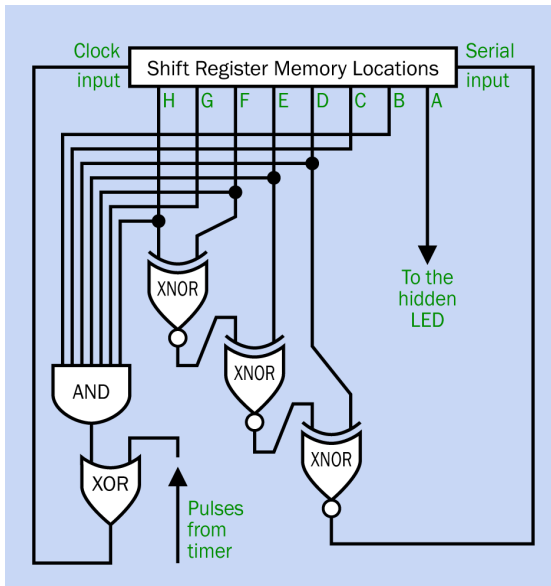 Clock
input
Shift Register Memory Locations
Serial
input
H G F E D C B A
XNOR
To the
hidden
LED
XNOR
AND
XNOR
XOR
Pulses
from
timer